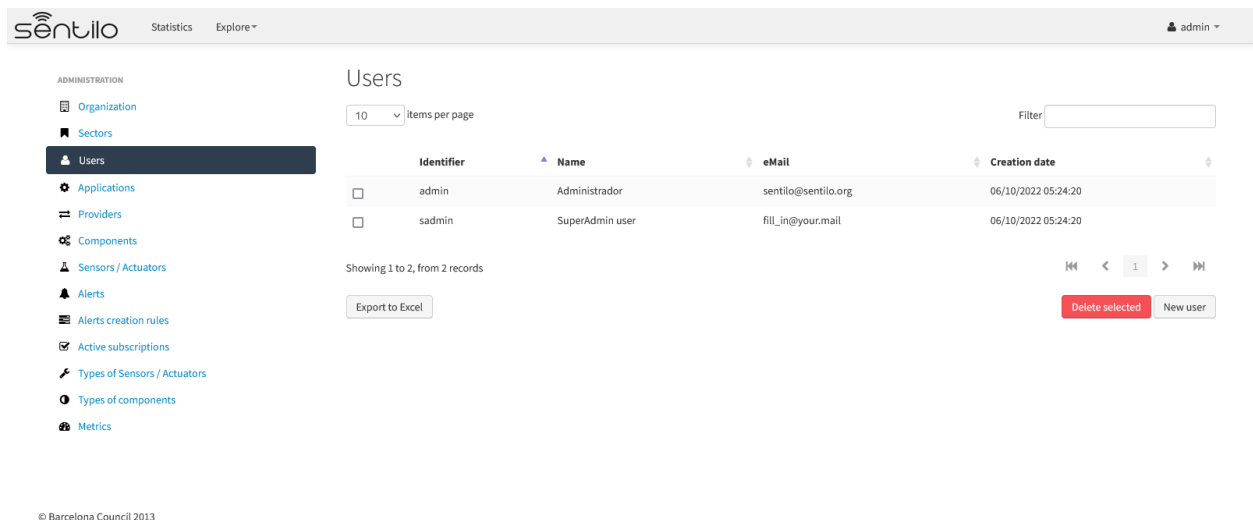 sentilo
Statistics Explore admin
ADMINISTRATION
Organization
Sectors
Users
Applications
Providers
Components
Sensors / Actuators
Alerts
Alerts creation rules
Active subscriptions
Types of Sensors / Actuators
Types of components
Metrics
Users
10 items per page Filter
Identifier Name eMail Creation date
admin Administrador sentilo@sentilo.org 06/10/2022 05:24:20
sadmin SuperAdmin user fill_in@your.mail 06/10/2022 05:24:20
Showing 1 to 2, from 2 records 1
Export to Excel Delete selected New user
© Barcelona Council 2013